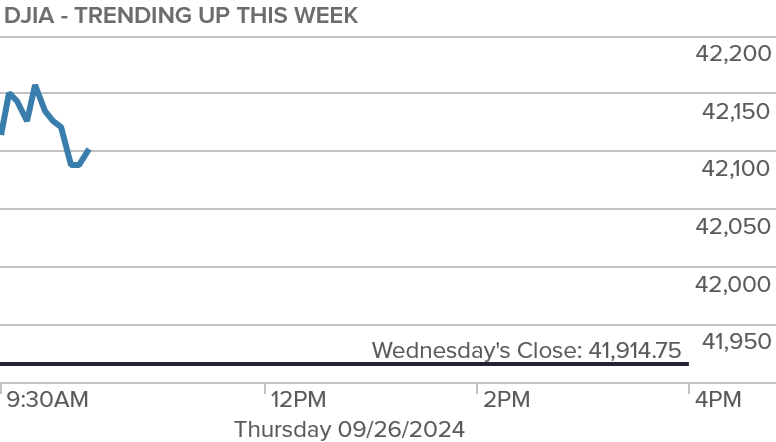 DJIA - TRENDING UP THIS WEEK
42,200
42,150
42,100
42,050
42,000
41,950
Wednesday's Close: 41,914.75
9:30AM 12PM 2PM 4PM
Thursday 09/26/2024